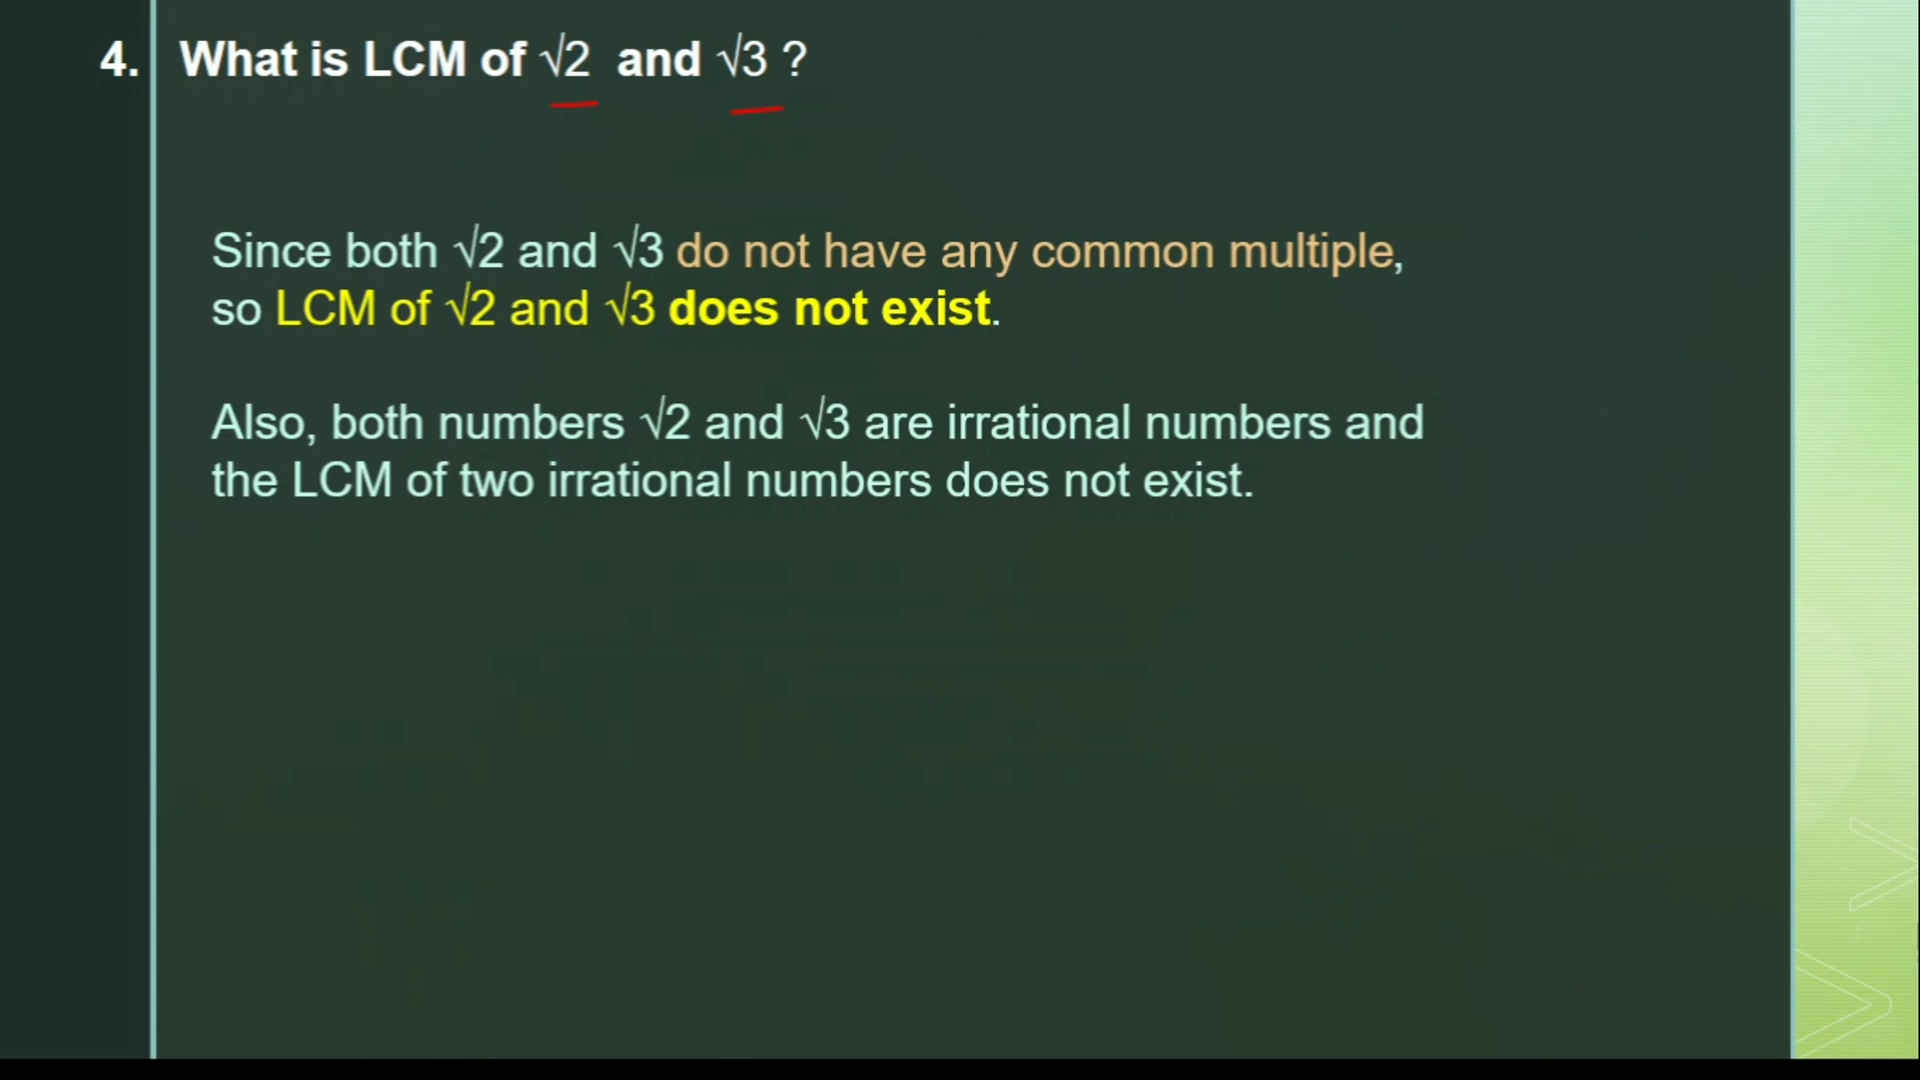 4. What is LCM of √2 and √3 ?
Since both √2 and √3 do not have any common multiple,
so LCM of √2 and √3 does not exist.
Also, both numbers √2 and √3 are irrational numbers and
the LCM of two irrational numbers does not exist.